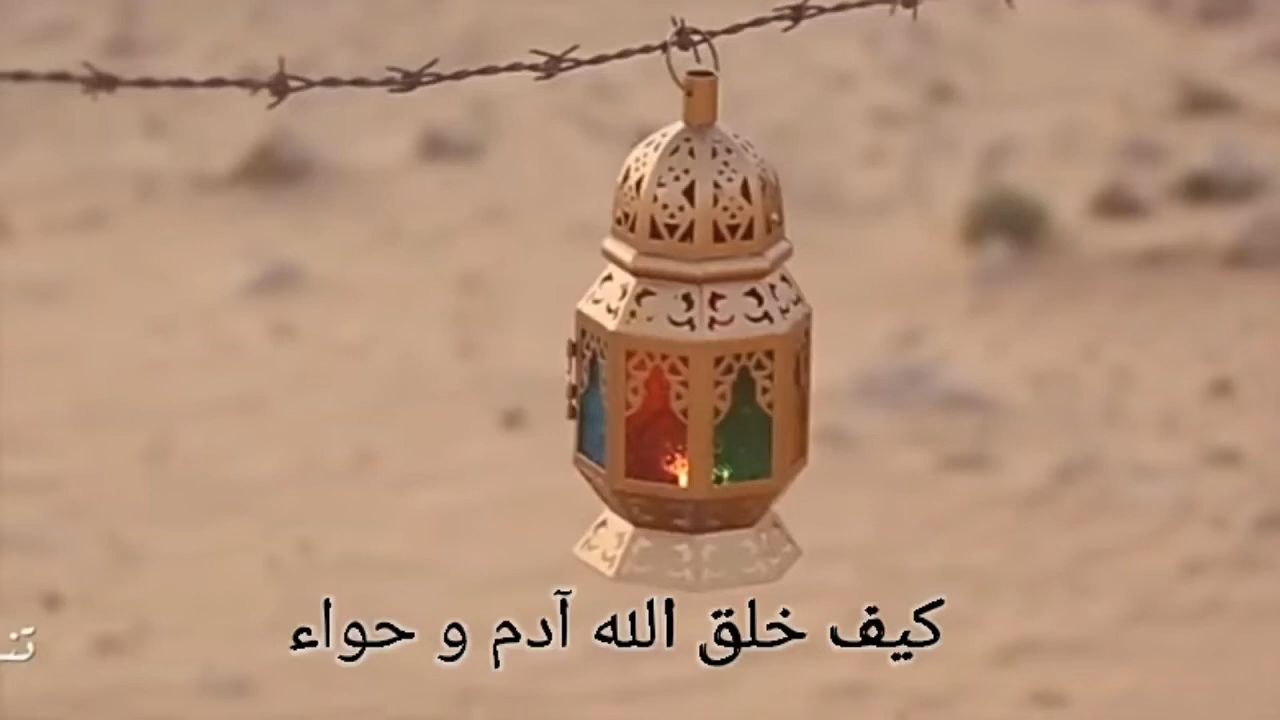 كيف خلق الله آدم و حواء